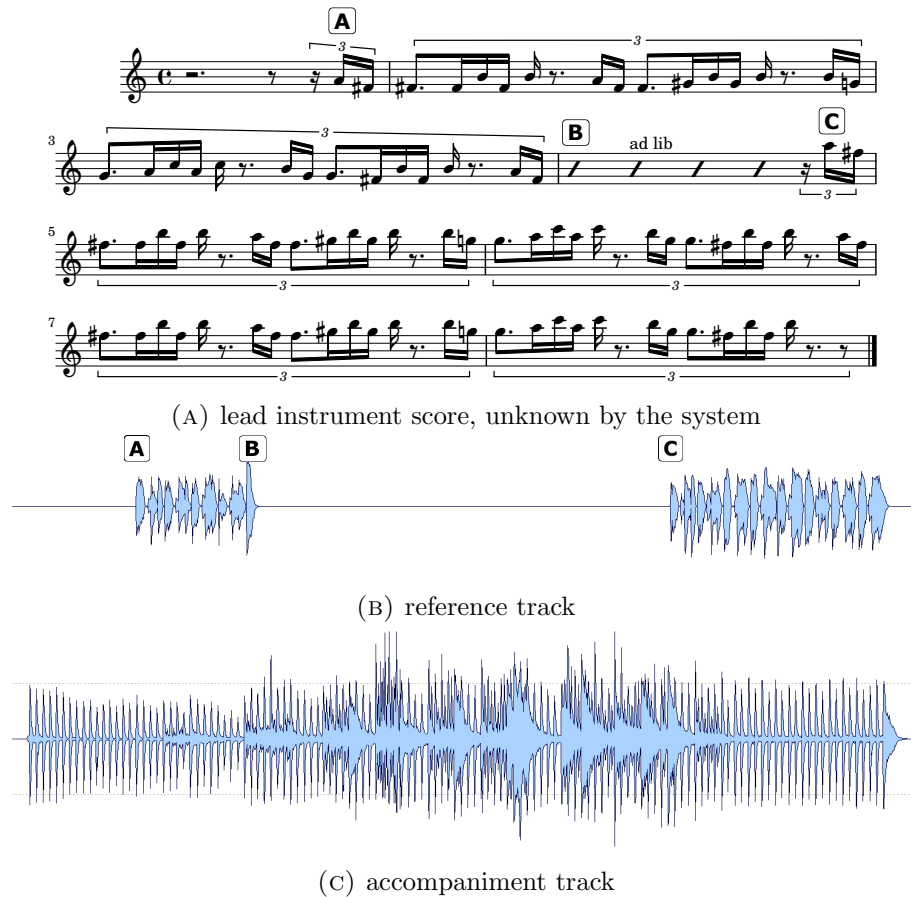 A
3
3
3
3
B
ad lib
C
3
5
3
3
7
3
3
(A) lead instrument score, unknown by the system
A
B
C
(B) reference track
(C) accompaniment track